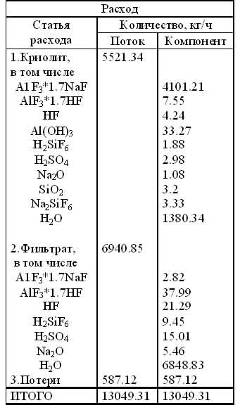 Расход
Статья расхода Количество, кг/ч
Поток Компонент
1.Криолит, 5521.34
в том числе
A1F₃*1.7NaF 4101.21
AlF₃*1.7HF 7.55
HF 4.24
Al(OH)₃ 33.27
H₂SiF₆ 1.88
H₂SO₄ 2.98
Na₂O 1.08
SiO₂ 3.2
Na₂SiF₆ 3.33
H₂O 1380.34
2.Фильтрат, 6940.85
в том числе
A1F₃*1.7NaF 2.82
AlF₃*1.7HF 37.99
HF 21.29
H₂SiF₆ 9.45
H₂SO₄ 15.01
Na₂O 5.46
H₂O 6848.83
3.Потери 587.12 587.12
ИТОГО 13049.31 13049.31